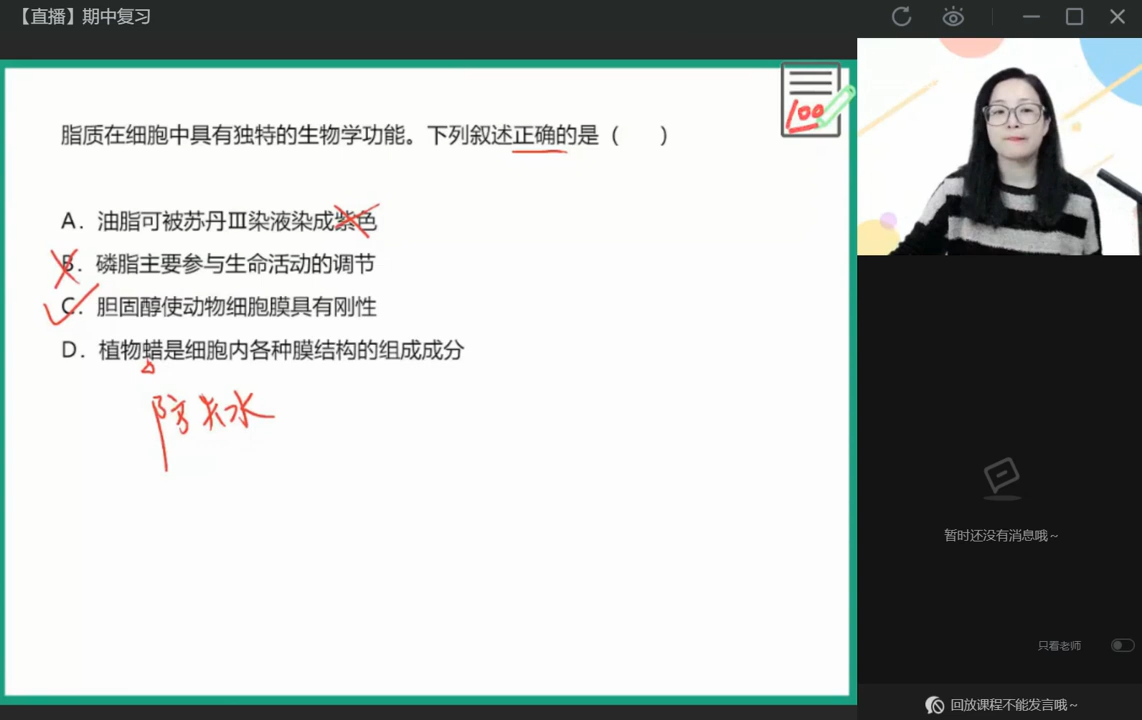 【直播】期中复习
100
脂质在细胞中具有独特的生物学功能。下列叙述正确的是（　　）
A. 油脂可被苏丹Ⅲ染液染成紫色
B. 磷脂主要参与生命活动的调节
C. 胆固醇使动物细胞膜具有刚性
D. 植物蜡是细胞内各种膜结构的组成成分
防失水
暂时还没有消息哦～
只看老师
回放课程不能发言哦～